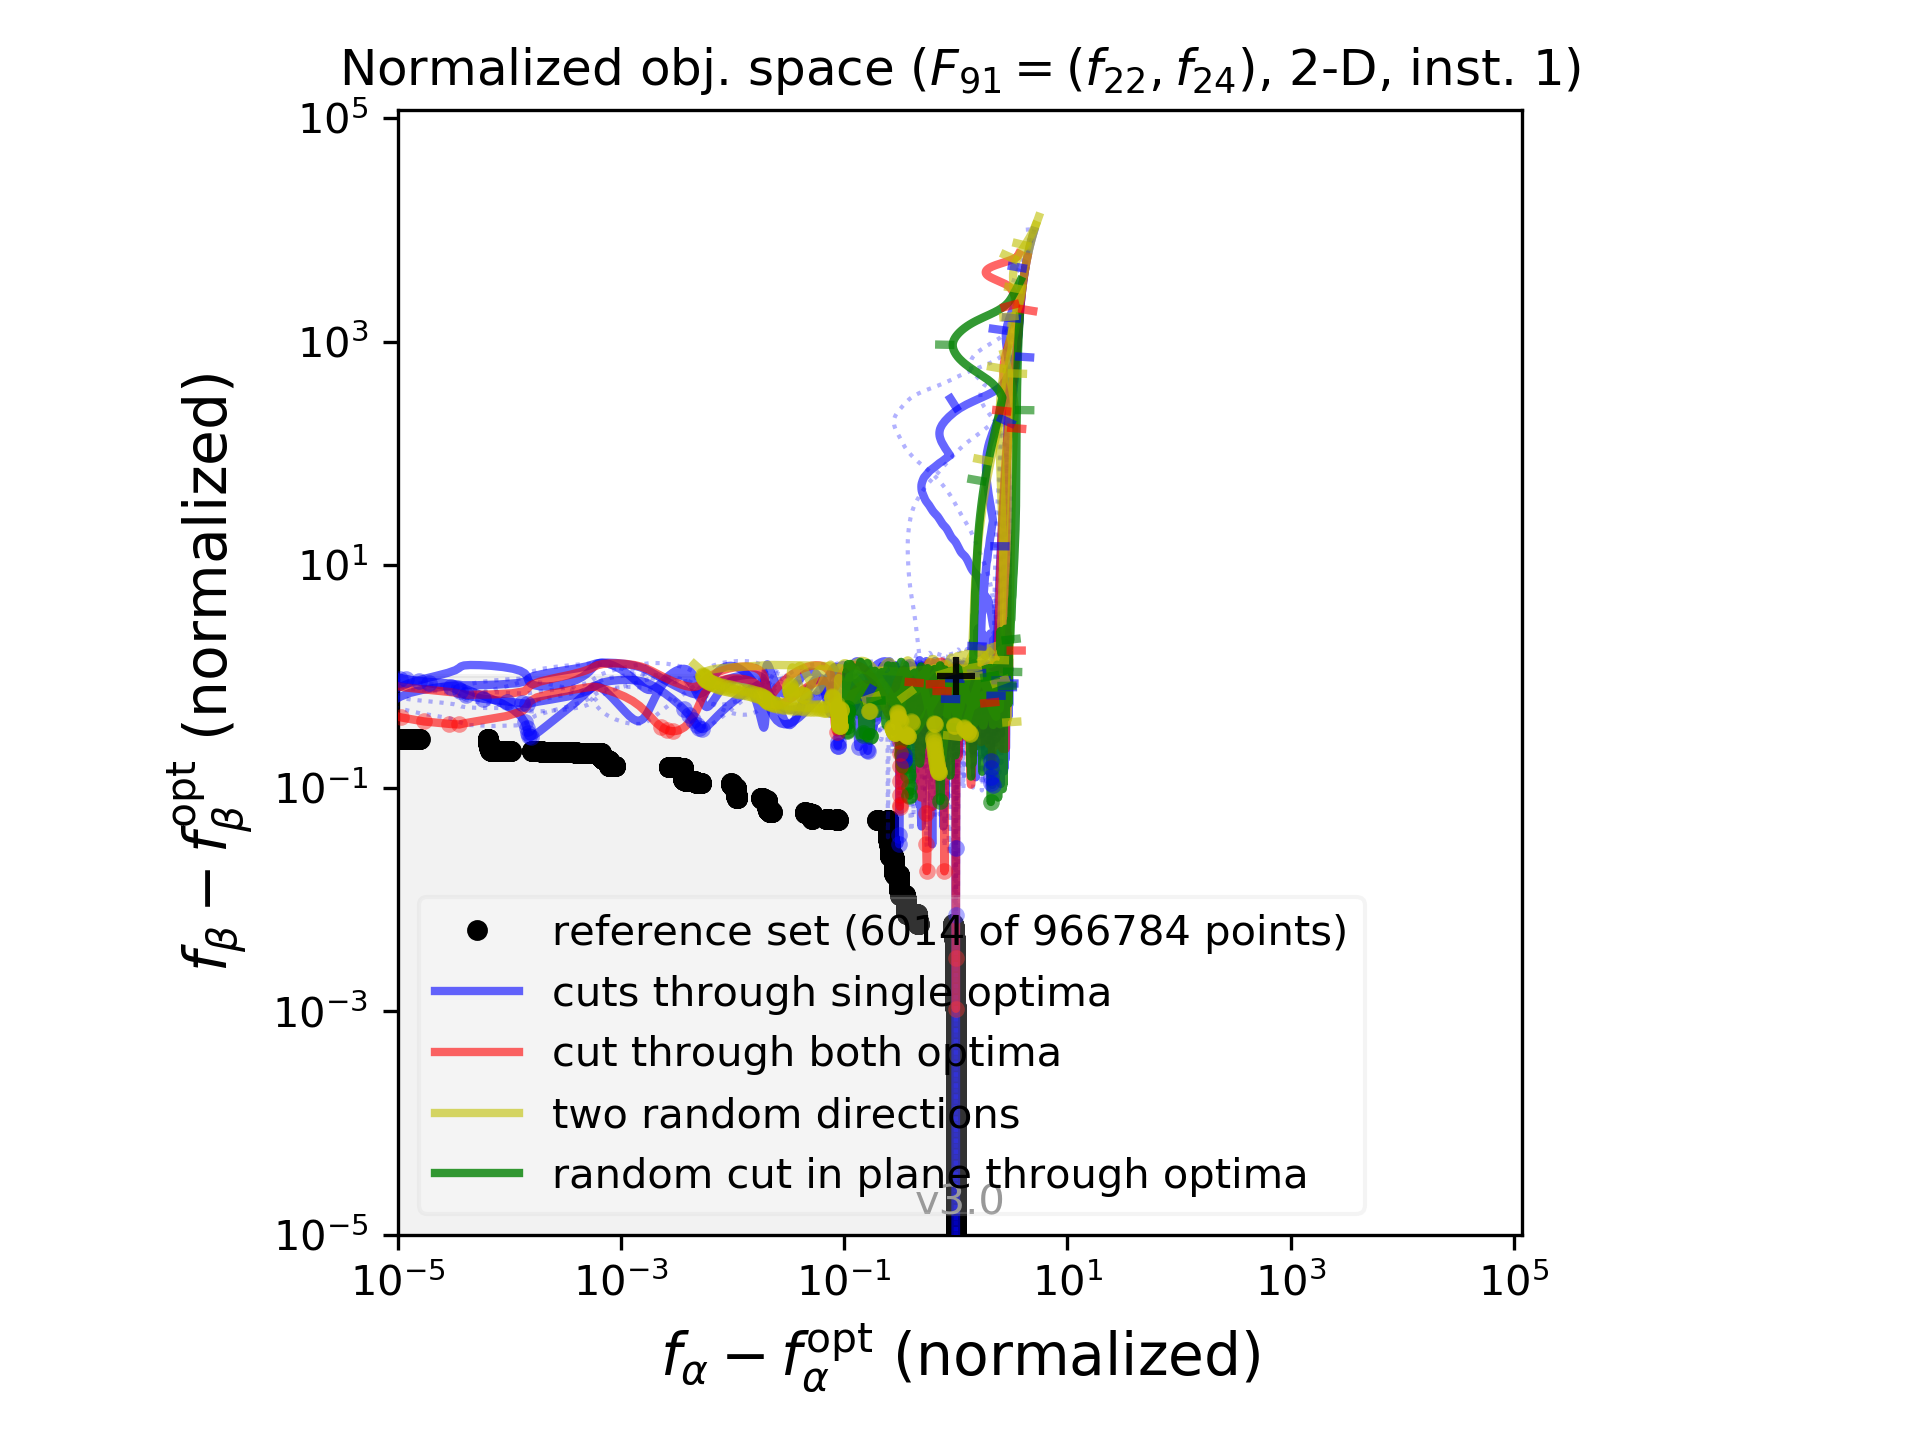 Normalized obj. space (F₉₁ = (f₂₂, f₂₄), 2-D, inst. 1)
10⁵
10³
10¹
10⁻¹
10⁻³
10⁻⁵
f_β − f_β^opt (normalized)
reference set (6014 of 966784 points)
cuts through single optima
cut through both optima
two random directions
random cut in plane through optima
v3.0
10⁻⁵ 10⁻³ 10⁻¹ 10¹ 10³ 10⁵
f_α − f_α^opt (normalized)